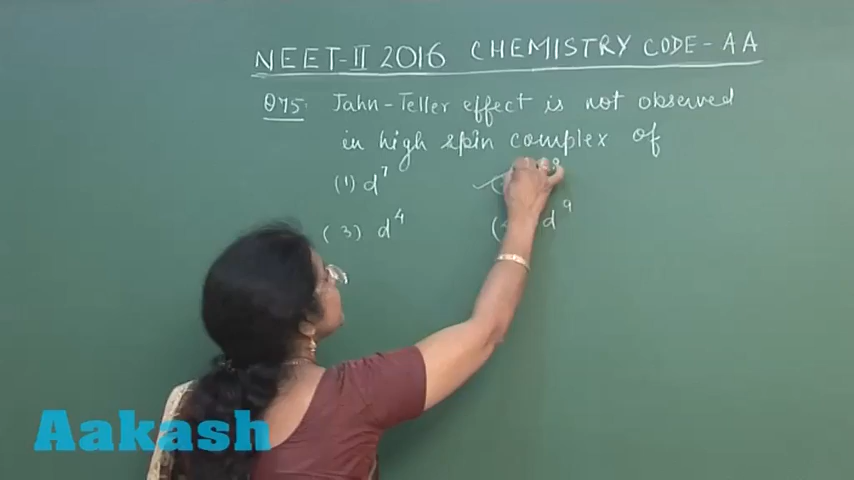 NEET-II 2016 CHEMISTRY CODE - AA
Q75: Jahn-Teller effect is not observed
in high spin complex of
(1) d⁷
(3) d⁴ d⁹
Aakash